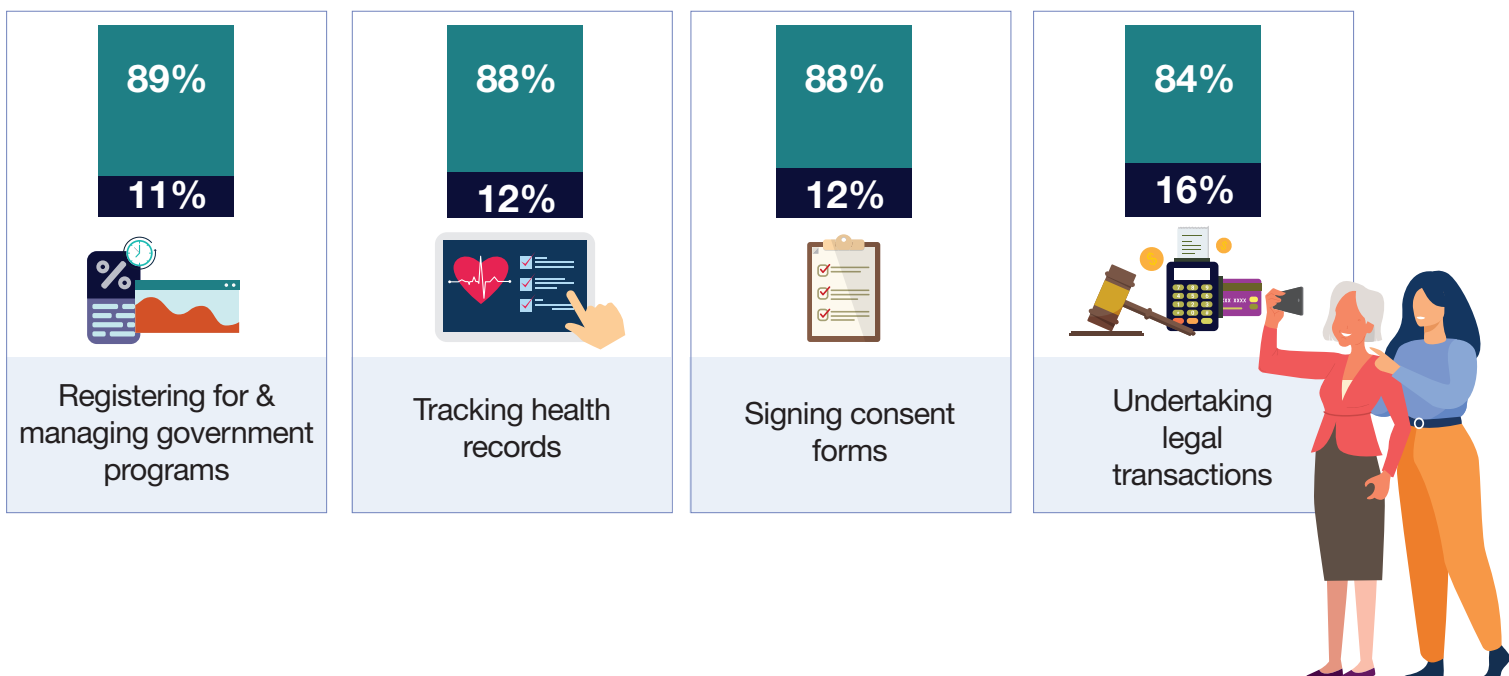 89%
11%
Registering for &
managing government
programs
88%
12%
Tracking health
records
88%
12%
Signing consent
forms
84%
16%
Undertaking
legal
transactions